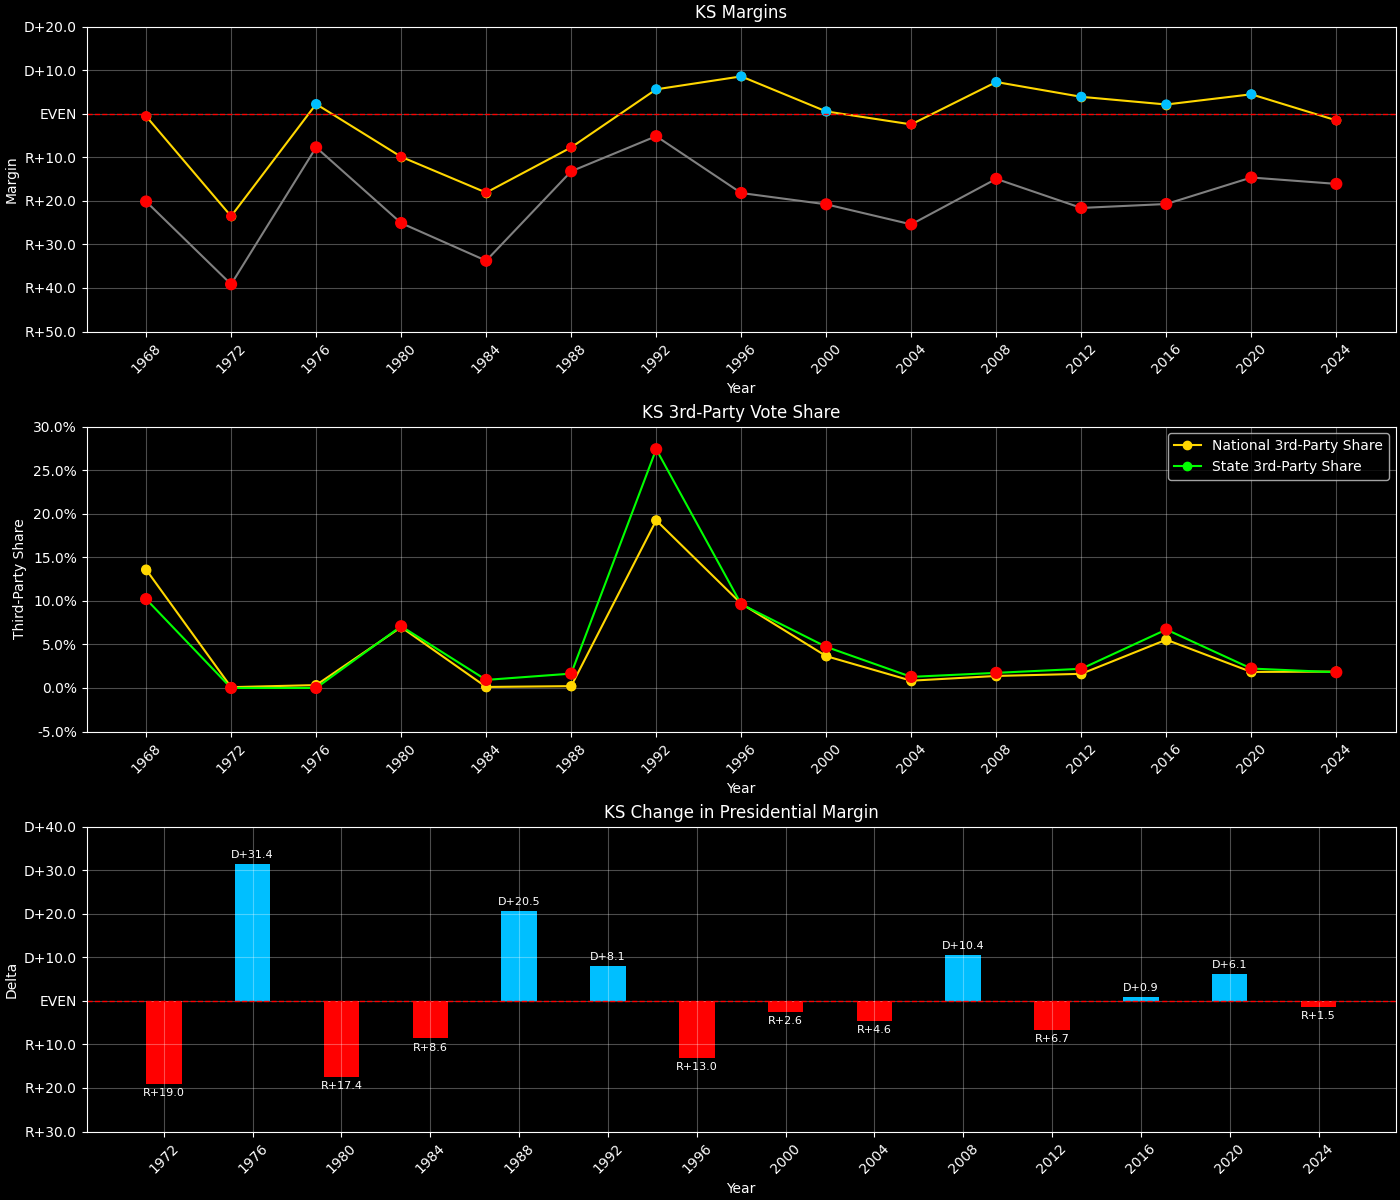 KS Margins
D+20.0
D+10.0
EVEN
R+10.0
R+20.0
R+30.0
R+40.0
R+50.0
Margin
1968 1972 1976 1980 1984 1988 1992 1996 2000 2004 2008 2012 2016 2020 2024
Year
KS 3rd-Party Vote Share
30.0%
25.0%
20.0%
15.0%
10.0%
5.0%
0.0%
-5.0%
Third-Party Share
National 3rd-Party Share
State 3rd-Party Share
1968 1972 1976 1980 1984 1988 1992 1996 2000 2004 2008 2012 2016 2020 2024
Year
KS Change in Presidential Margin
D+40.0
D+30.0
D+20.0
D+10.0
EVEN
R+10.0
R+20.0
R+30.0
Delta
R+19.0
D+31.4
R+17.4
R+8.6
D+20.5
D+8.1
R+13.0
R+2.6
R+4.6
D+10.4
R+6.7
D+0.9
D+6.1
R+1.5
1972 1976 1980 1984 1988 1992 1996 2000 2004 2008 2012 2016 2020 2024
Year